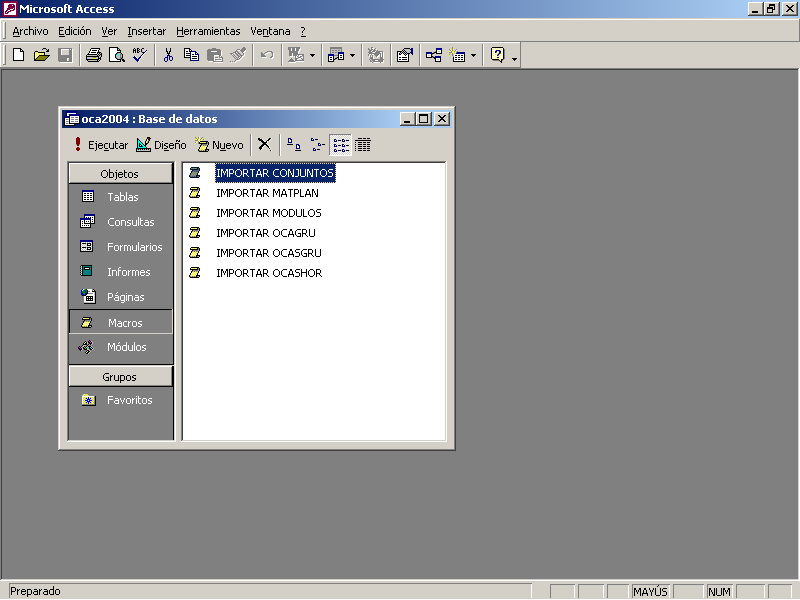 Microsoft Access
Archivo Edición Ver Insertar Herramientas Ventana ?
oca2004 : Base de datos
Ejecutar Diseño Nuevo
Objetos
Tablas
Consultas
Formularios
Informes
Páginas
Macros
Módulos
Grupos
Favoritos
IMPORTAR CONJUNTOS
IMPORTAR MATPLAN
IMPORTAR MODULOS
IMPORTAR OCAGRU
IMPORTAR OCASGRU
IMPORTAR OCASHOR
Preparado
MAYÚS
NUM